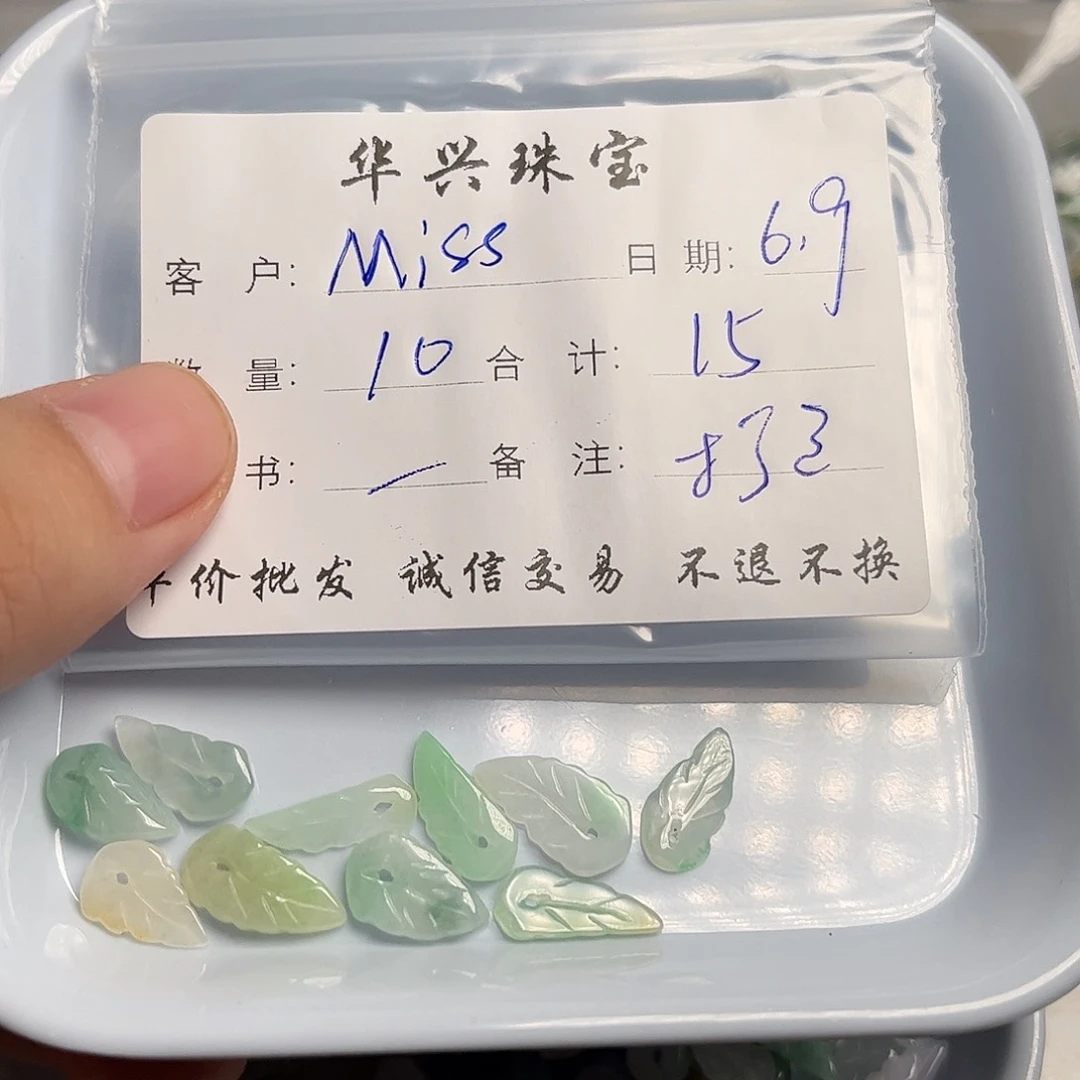 华兴珠宝
客 户: Miss 日 期: 6.9
量: 10 合 计: 15
书: — 备 注:
价批发 誠信交易 不退不换